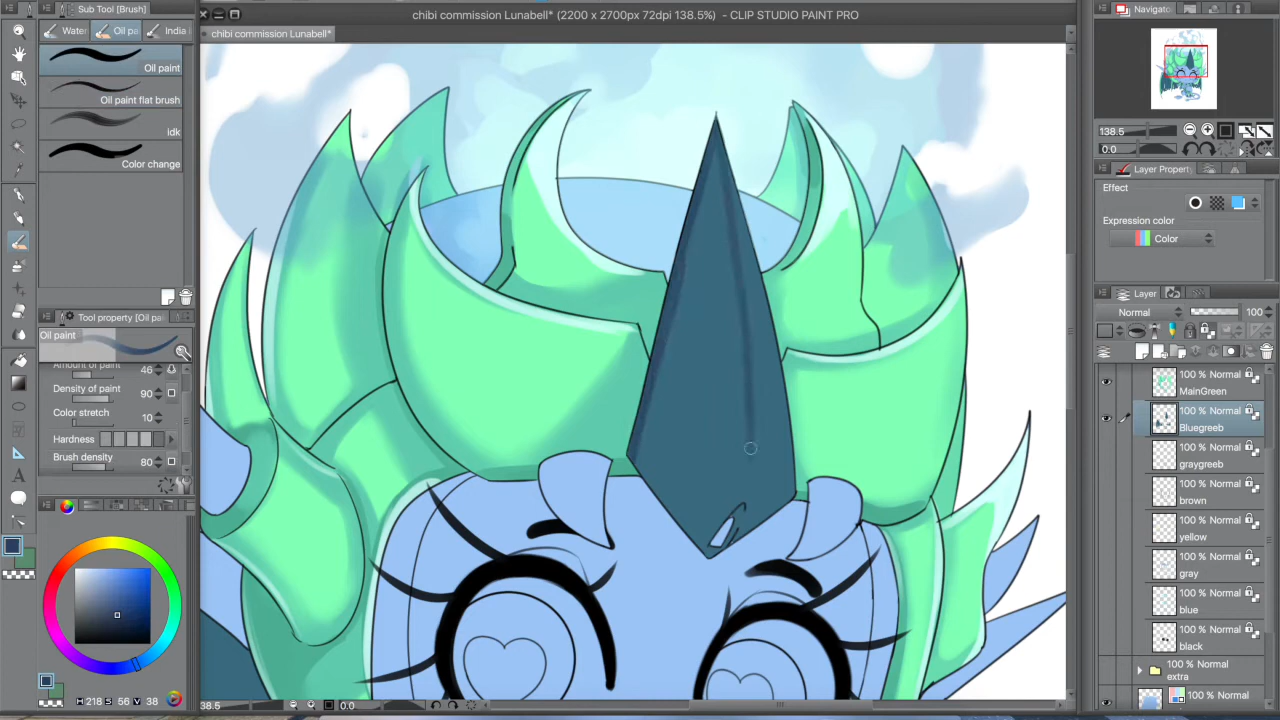 Sub Tool [Brush]
chibi commission Lunabell* (2200 x 2700px 72dpi 138.5%) - CLIP STUDIO PAINT PRO
Navigato
Water
Oil pa
India I
chibi commission Lunabell*
Oil paint
Oil paint flat brush
idk
Color change
138.5
0.0
Layer Property
Effect
Expression color
Color
Layer
Normal
100
Tool property [Oil pa
Oil paint
Amount of paint
46
Density of paint
90
Color stretch
10
Hardness
Brush density
80
100 % Normal
MainGreen
100 % Normal
Bluegreeb
100 % Normal
graygreeb
100 % Normal
brown
100 % Normal
yellow
100 % Normal
gray
100 % Normal
blue
100 % Normal
black
100 % Normal
extra
100 % Normal
H 218 S 56 V 38
38.5
0.0